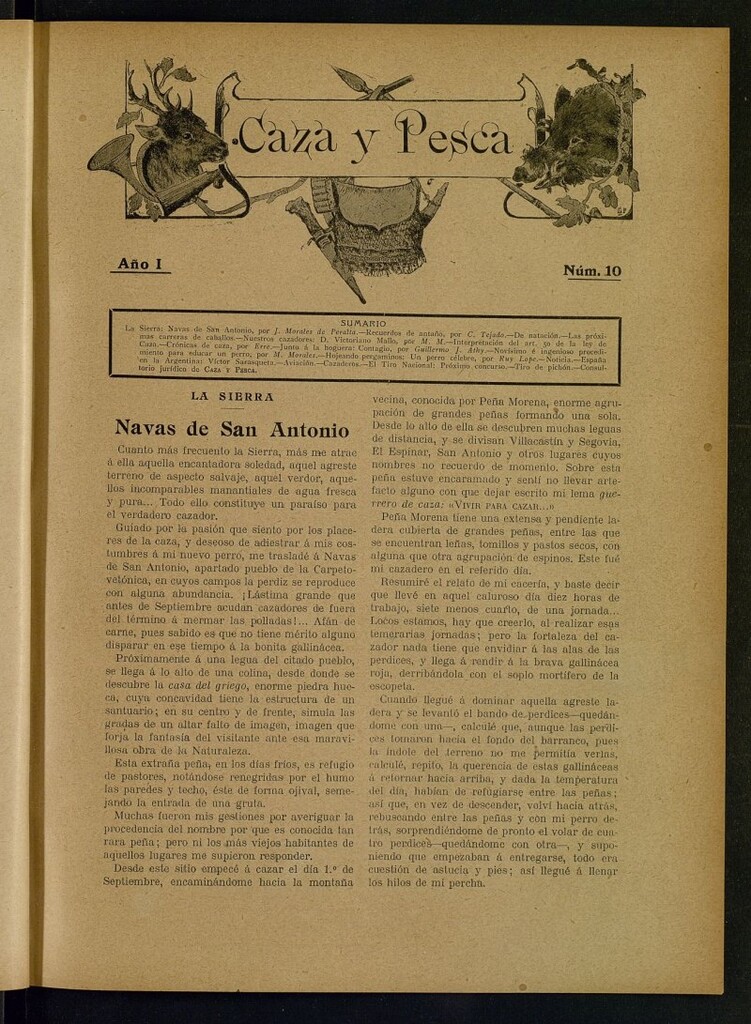 Caza y Pesca
Año I
Núm. 10
SUMARIO
La Sierra: Navas de San Antonio, por J. Morales de Peralta.—Recuerdos de antaño, por C. Tejado.—De natación.—Las próxi-
mas carreras de caballos.—Nuestros cazadores: D. Victoriano Mallo, por M. M.—Interpretación del art. 50 de la ley de
Caza.—Crónicas de caza, por Erre.—Junto á la hoguera: Contagio, por Guillermo J. Athy.—Novísimo é ingenioso procedi-
miento para educar un perro, por M. Morales.—Hojeando pergaminos: Un perro célebre, por Ruy Lope.—Noticia.—España
en la Argentina: Víctor Sarasqueta.—Aviación.—Cazaderos.—El Tiro Nacional: Próximo concurso.—Tiro de pichón.—Consul-
torio jurídico de CAZA Y PESCA.
LA SIERRA
Navas de San Antonio
Cuanto más frecuento la Sierra, más me atrae
á ella aquella encantadora soledad, aquel agreste
terreno de aspecto salvaje, aquel verdor, aque-
llos incomparables manantiales de agua fresca
y pura... Todo ello constituye un paraíso para
el verdadero cazador.
Guiado por la pasión que siento por los place-
res de la caza, y deseoso de adiestrar á mis cos-
tumbres á mi nuevo perro, me trasladé á Navas
de San Antonio, apartado pueblo de la Carpeto-
vetónica, en cuyos campos la perdiz se reproduce
con alguna abundancia. ¡Lástima grande que
antes de Septiembre acudan cazadores de fuera
del término á mermar las polladas!... Afán de
carne, pues sabido es que no tiene mérito alguno
disparar en ese tiempo á la bonita gallinácea.
Próximamente á una legua del citado pueblo,
se llega á lo alto de una colina, desde donde se
descubre la casa del griego, enorme piedra hue-
ca, cuya concavidad tiene la estructura de un
santuario; en su centro y de frente, simula las
gradas de un altar falto de imagen, imagen que
forja la fantasía del visitante ante esa maravi-
llosa obra de la Naturaleza.
Esta extraña peña, en los días fríos, es refugio
de pastores, notándose renegridas por el humo
las paredes y techo, éste de forma ojival, seme-
jando la entrada de una gruta.
Muchas fueron mis gestiones por averiguar la
procedencia del nombre por que es conocida tan
rara peña; pero ni los más viejos habitantes de
aquellos lugares me supieron responder.
Desde este sitio empecé á cazar el día 1.º de
Septiembre, encaminándome hacia la montaña
vecina, conocida por Peña Morena, enorme agru-
pación de grandes peñas formando una sola.
Desde lo alto de ella se descubren muchas leguas
de distancia, y se divisan Villacastín y Segovia,
El Espinar, San Antonio y otros lugares cuyos
nombres no recuerdo de momento. Sobre esta
peña estuve encaramado y sentí no llevar arte-
facto alguno con que dejar escrito mi lema gue-
rrero de caza: «VIVIR PARA CAZAR...»
Peña Morena tiene una extensa y pendiente la-
dera cubierta de grandes peñas, entre las que
se encuentran leñas, tomillos y pastos secos, con
alguna que otra agrupación de espinos. Este fué
mi cazadero en el referido día.
Resumiré el relato de mi cacería, y baste decir
que llevé en aquel caluroso día diez horas de
trabajo, siete menos cuarto, de una jornada...
Locos estamos, hay que creerlo, al realizar esas
temerarias jornadas; pero la fortaleza del ca-
zador nada tiene que envidiar á las alas de las
perdices, y llega á rendir á la brava gallinácea
roja, derribándola con el soplo mortífero de la
escopeta.
Cuando llegué á dominar aquella agreste la-
dera y se levantó el bando de perdices—quedán-
dome con una—, calculé que, aunque las perdi-
ces tomaron hacia el fondo del barranco, pues
la índole del terreno no me permitía verlas,
calculé, repito, la querencia de estas gallináceas
á retornar hacia arriba, y dada la temperatura
del día, habían de refugiarse entre las peñas;
así que, en vez de descender, volví hacia atrás,
rebuscando entre las peñas y con mi perro de-
trás, sorprendiéndome de pronto el volar de cua-
tro perdices—quedándome con otra—, y supo-
niendo que empezaban á entregarse, todo era
cuestión de astucia y pies; así llegué á llenar
los hilos de mi percha.